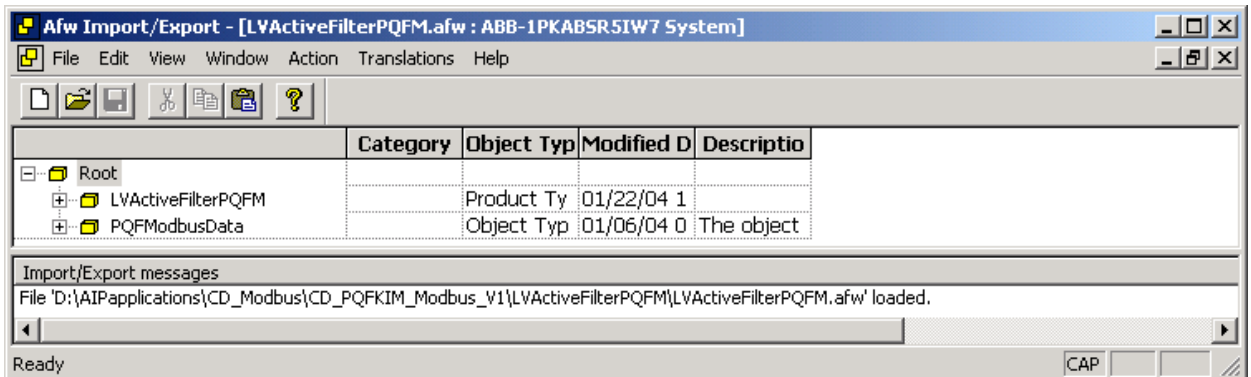 Afw Import/Export - [LVActiveFilterPQFM.afw : ABB-1PKABSR5IW7 System]
File Edit View Window Action Translations Help
Category Object Typ Modified D Descriptio
Root
LVActiveFilterPQFM Product Ty 01/22/04 1
PQFModbusData Object Typ 01/06/04 0 The object
Import/Export messages
File 'D:\AIPapplications\CD_Modbus\CD_PQFKIM_Modbus_V1\LVActiveFilterPQFM\LVActiveFilterPQFM.afw' loaded.
Ready CAP